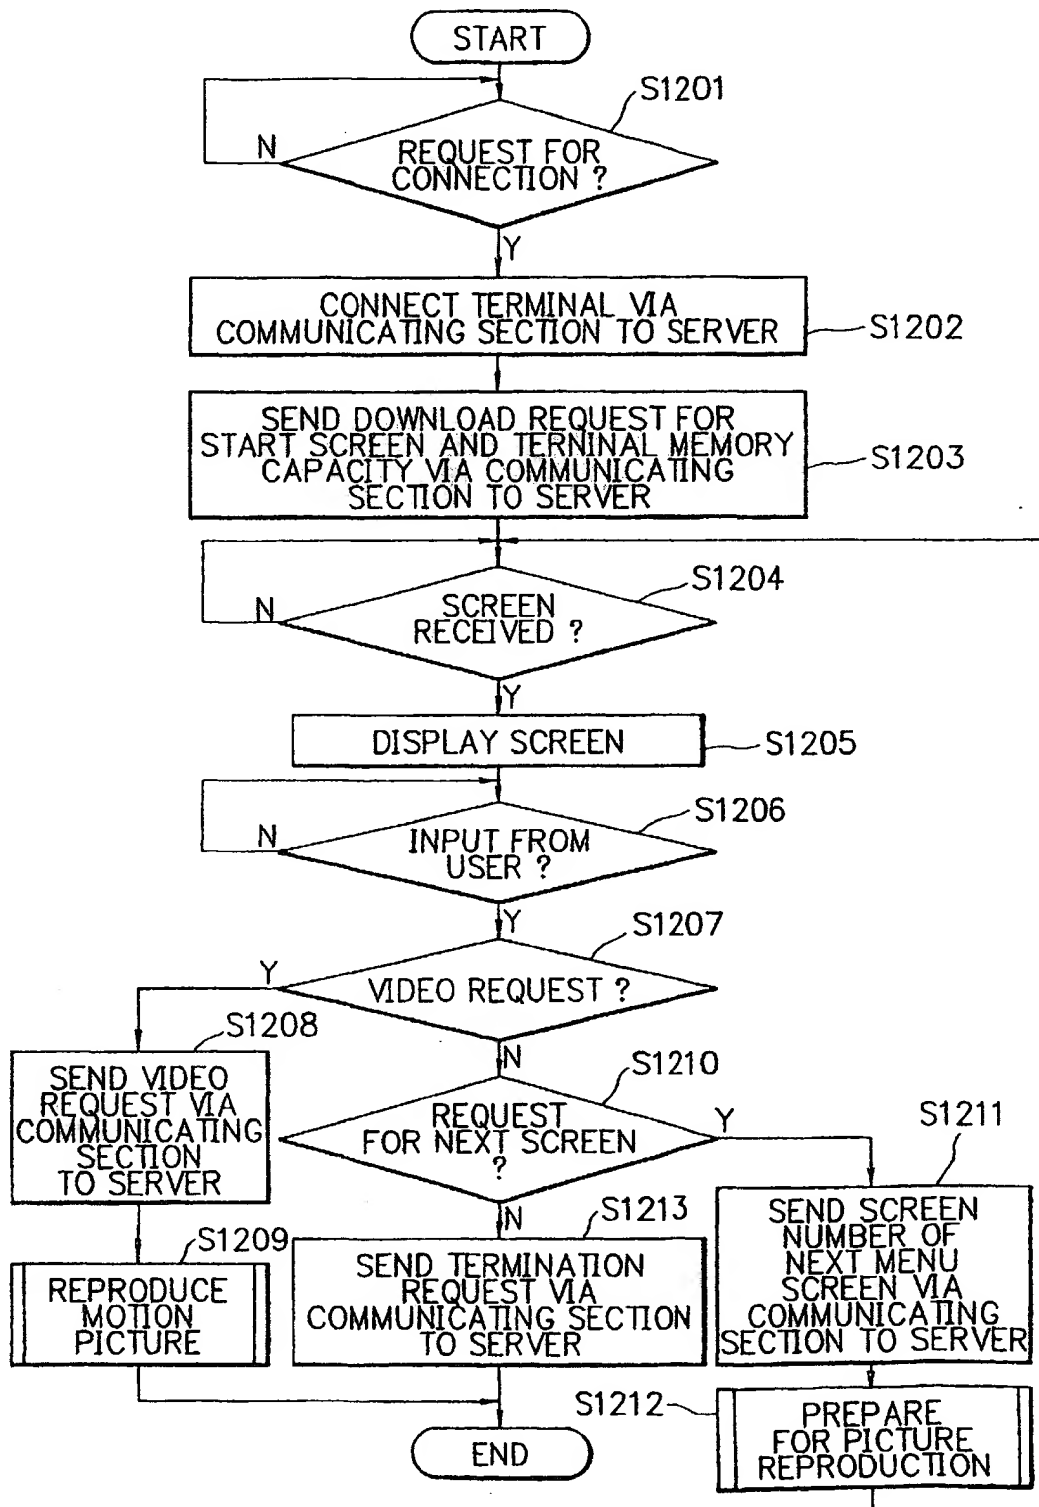 START
S1201
N
REQUEST FOR
CONNECTION ?
Y
CONNECT TERMINAL VIA
COMMUNICATING SECTION TO SERVER
S1202
SEND DOWNLOAD REQUEST FOR
START SCREEN AND TERNINAL MEMORY
CAPACITY VIA COMMUNICATING
SECTION TO SERVER
S1203
S1204
N
SCREEN
RECEIVED ?
Y
DISPLAY SCREEN
S1205
S1206
N
INPUT FROM
USER ?
Y
S1207
Y
VIDEO REQUEST ?
N
S1208
SEND VIDEO
REQUEST VIA
COMMUNICATING
SECTION
TO SERVER
S1210
REQUEST
FOR NEXT SCREEN
?
Y
N
S1211
SEND SCREEN
NUMBER OF
NEXT MENU
SCREEN VIA
COMMUNICATING
SECTION TO SERVER
S1209
REPRODUCE
MOTION
PICTURE
S1213
SEND TERMINATION
REQUEST VIA
COMMUNICATING SECTION
TO SERVER
S1212
PREPARE
FOR PICTURE
REPRODUCTION
END